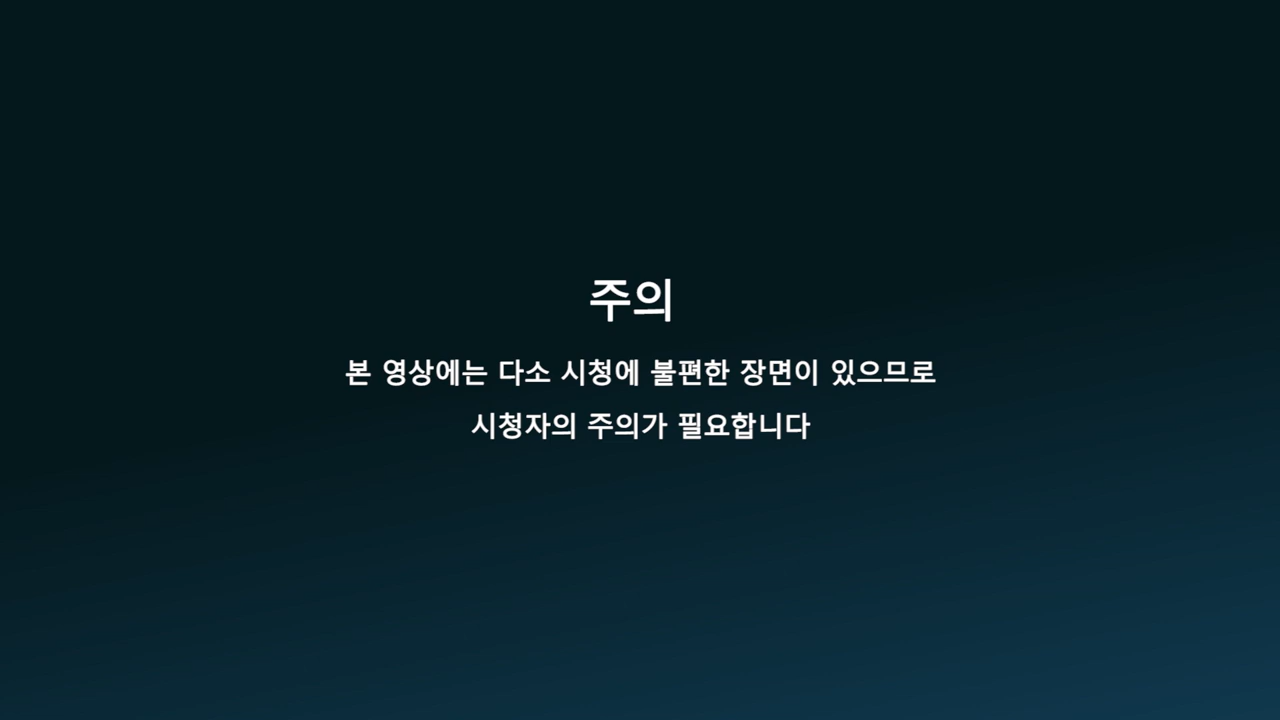 주의
본 영상에는 다소 시청에 불편한 장면이 있으므로
시청자의 주의가 필요합니다